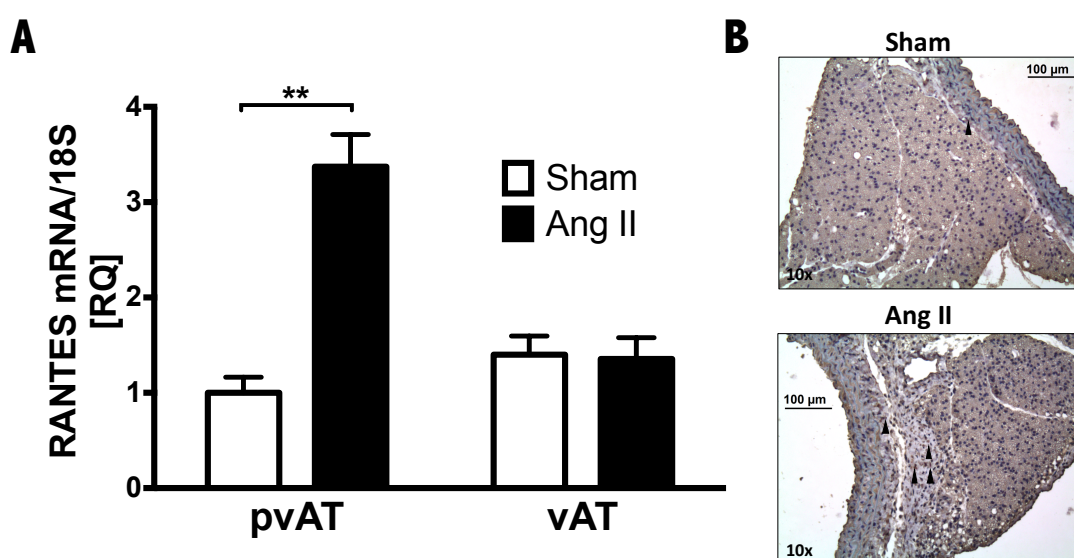 A
RANTES mRNA/18S
[RQ]
4
3
2
1
0
**
Sham
Ang II
pvAT
vAT
B
Sham
100 µm
10x
Ang II
100 µm
10x